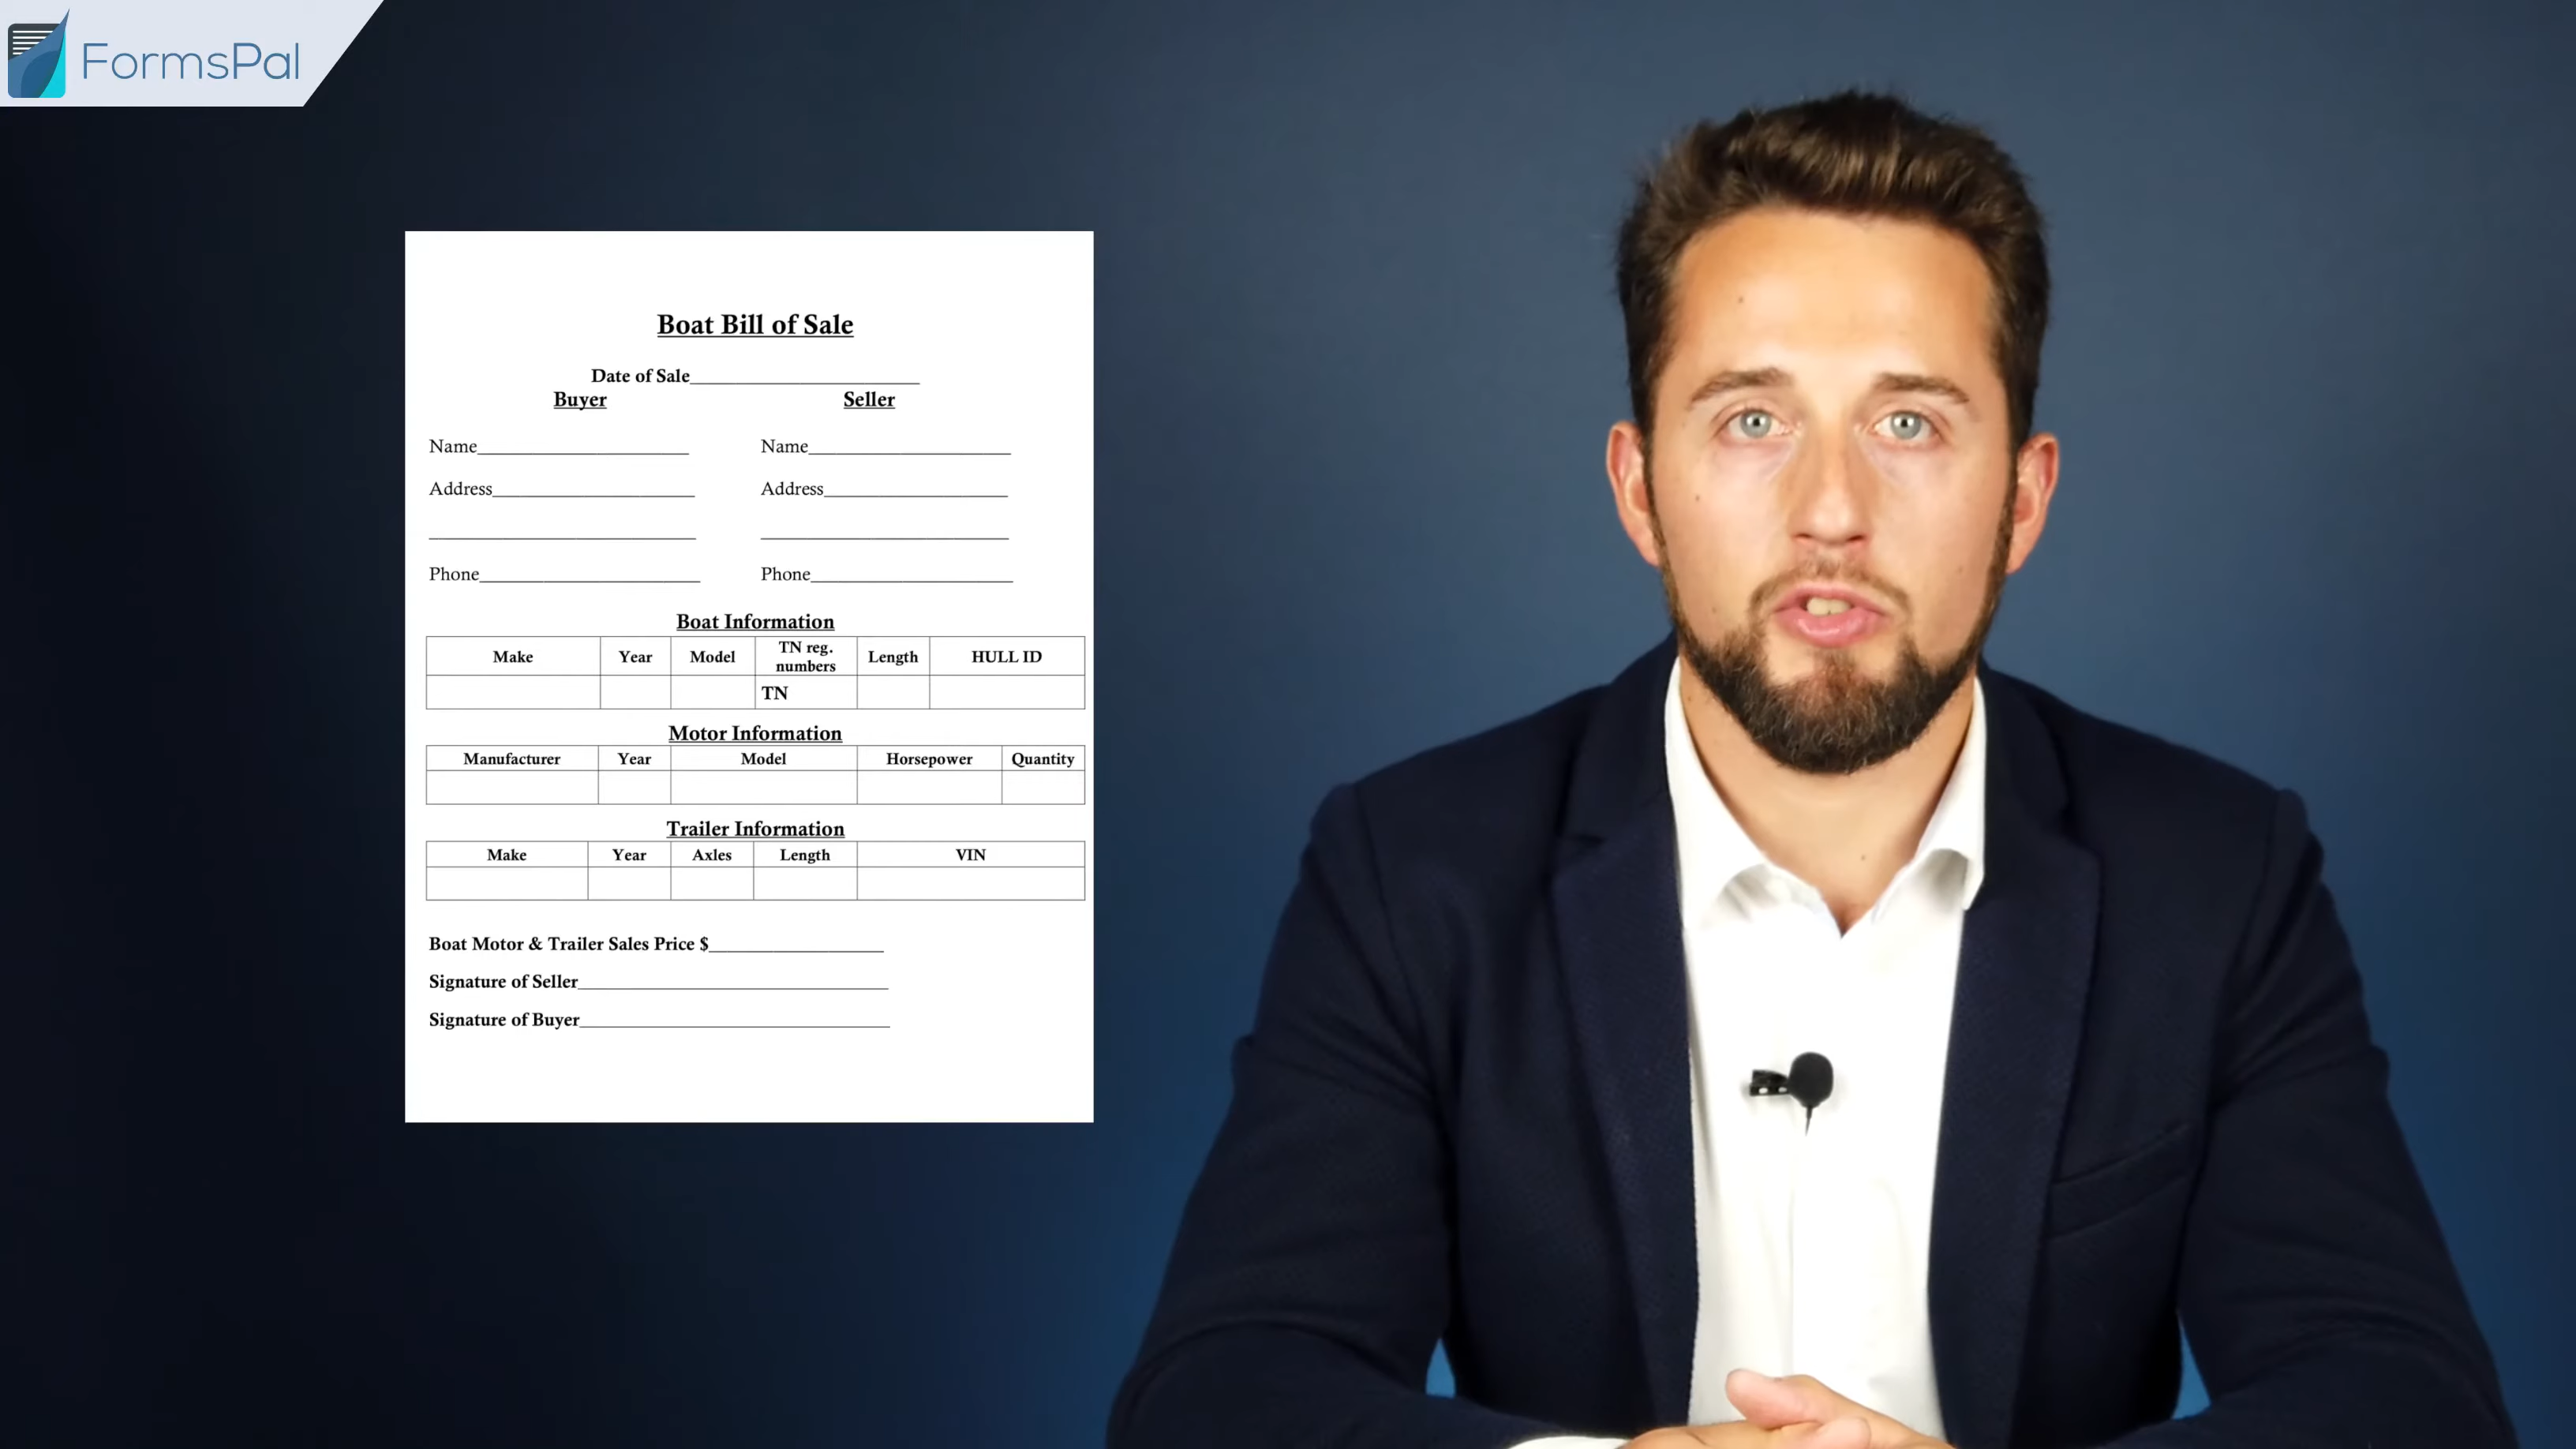 FormsPal
Boat Bill of Sale
Date of Sale
Buyer Seller
Name Name
Address Address
Phone Phone
Boat Information
Make Year Model TN reg. numbers Length HULL ID
TN
Motor Information
Manufacturer Year Model Horsepower Quantity
Trailer Information
Make Year Axles Length VIN
Boat Motor & Trailer Sales Price $
Signature of Seller
Signature of Buyer